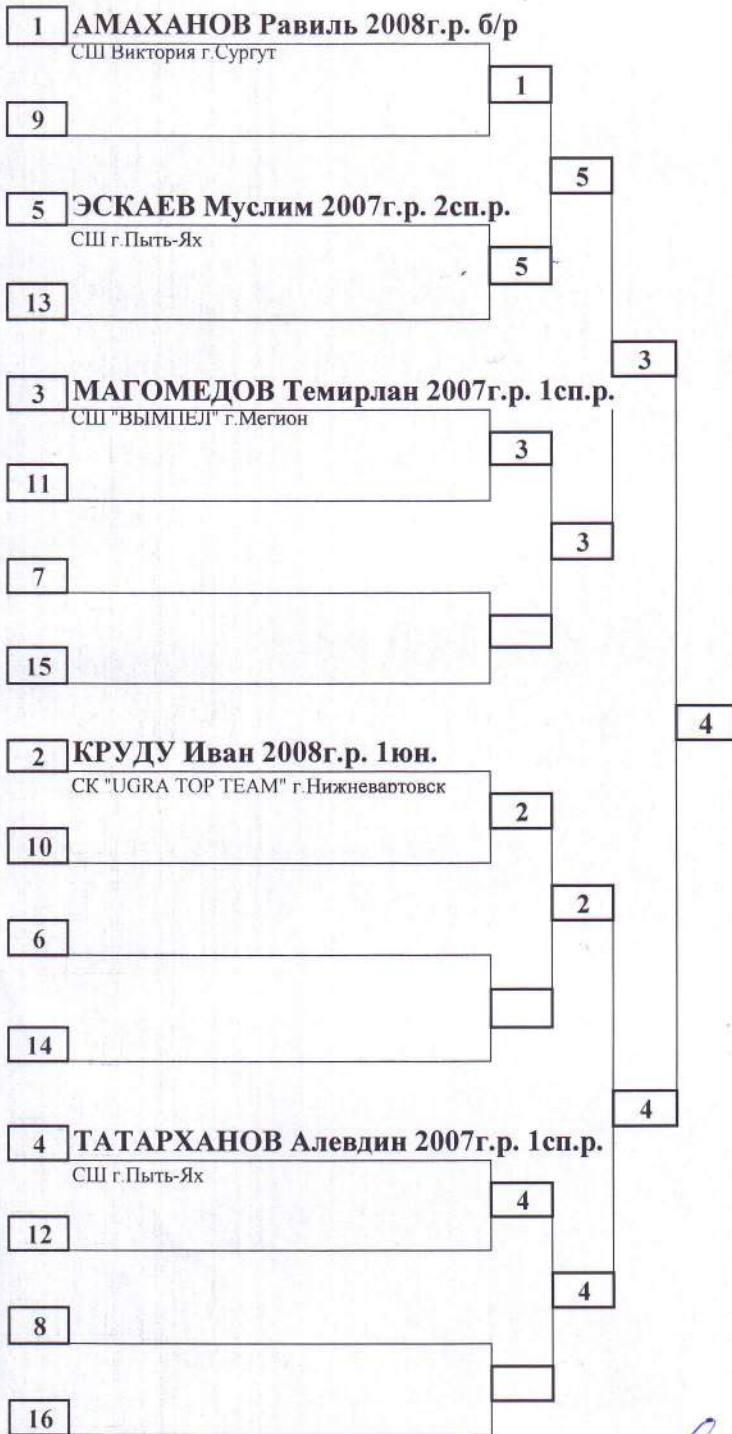 1 АМАХАНОВ Равиль 2008г.р. б/р
СШ Виктория г.Сургут
1
9
5
5 ЭСКАЕВ Муслим 2007г.р. 2сп.р.
СШ г.Пыть-Ях
5
13
3
3 МАГОМЕДОВ Темирлан 2007г.р. 1сп.р.
СШ "ВЫМПЕЛ" г.Мегион
3
11
3
7
15
4
2 КРУДУ Иван 2008г.р. 1юн.
СК "UGRA TOP TEAM" г.Нижневартовск
2
10
2
6
14
4
4 ТАТАРХАНОВ Алевдин 2007г.р. 1сп.р.
СШ г.Пыть-Ях
4
12
4
8
16